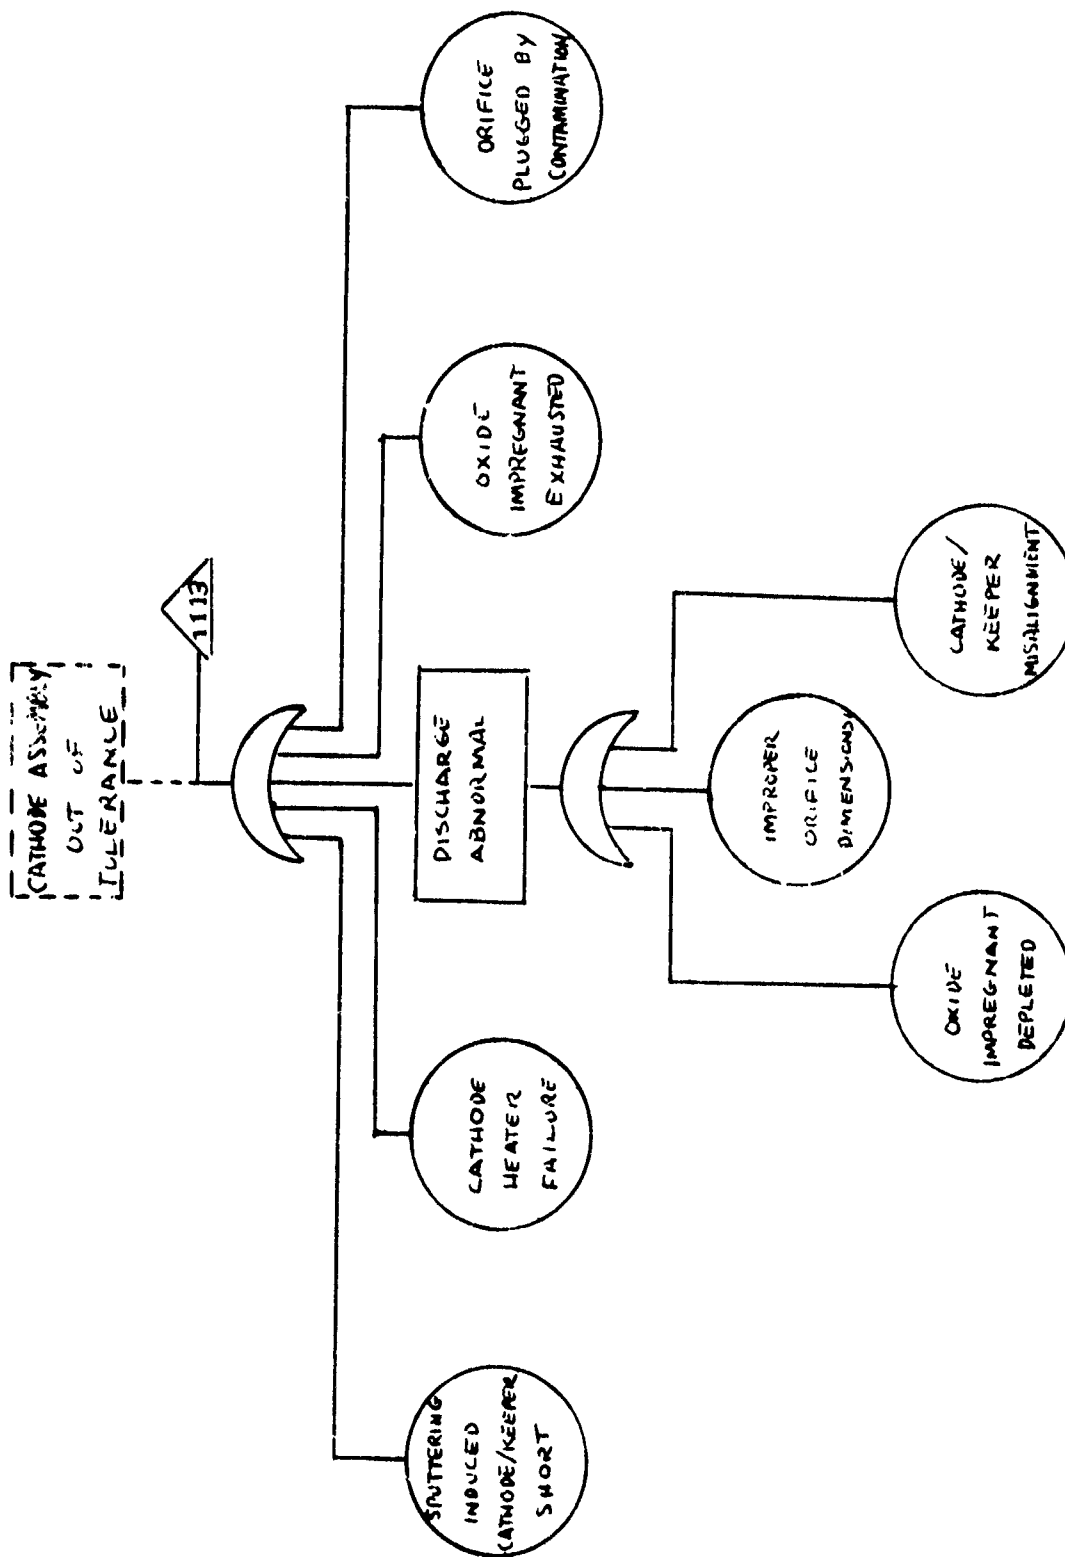 CATHODE ASSEMBLY
OUT OF
TOLERANCE
1113
SPUTTERING
INDUCED
CATHODE/KEEPER
SHORT
CATHODE
HEATER
FAILURE
DISCHARGE
ABNORMAL
OXIDE
IMPREGNANT
EXHAUSTED
ORIFICE
PLUGGED BY
CONTAMINATION
OXIDE
IMPREGNANT
DEPLETED
IMPROPER
ORIFICE
DIMENSIONS
CATHODE/
KEEPER
MISALIGNMENT